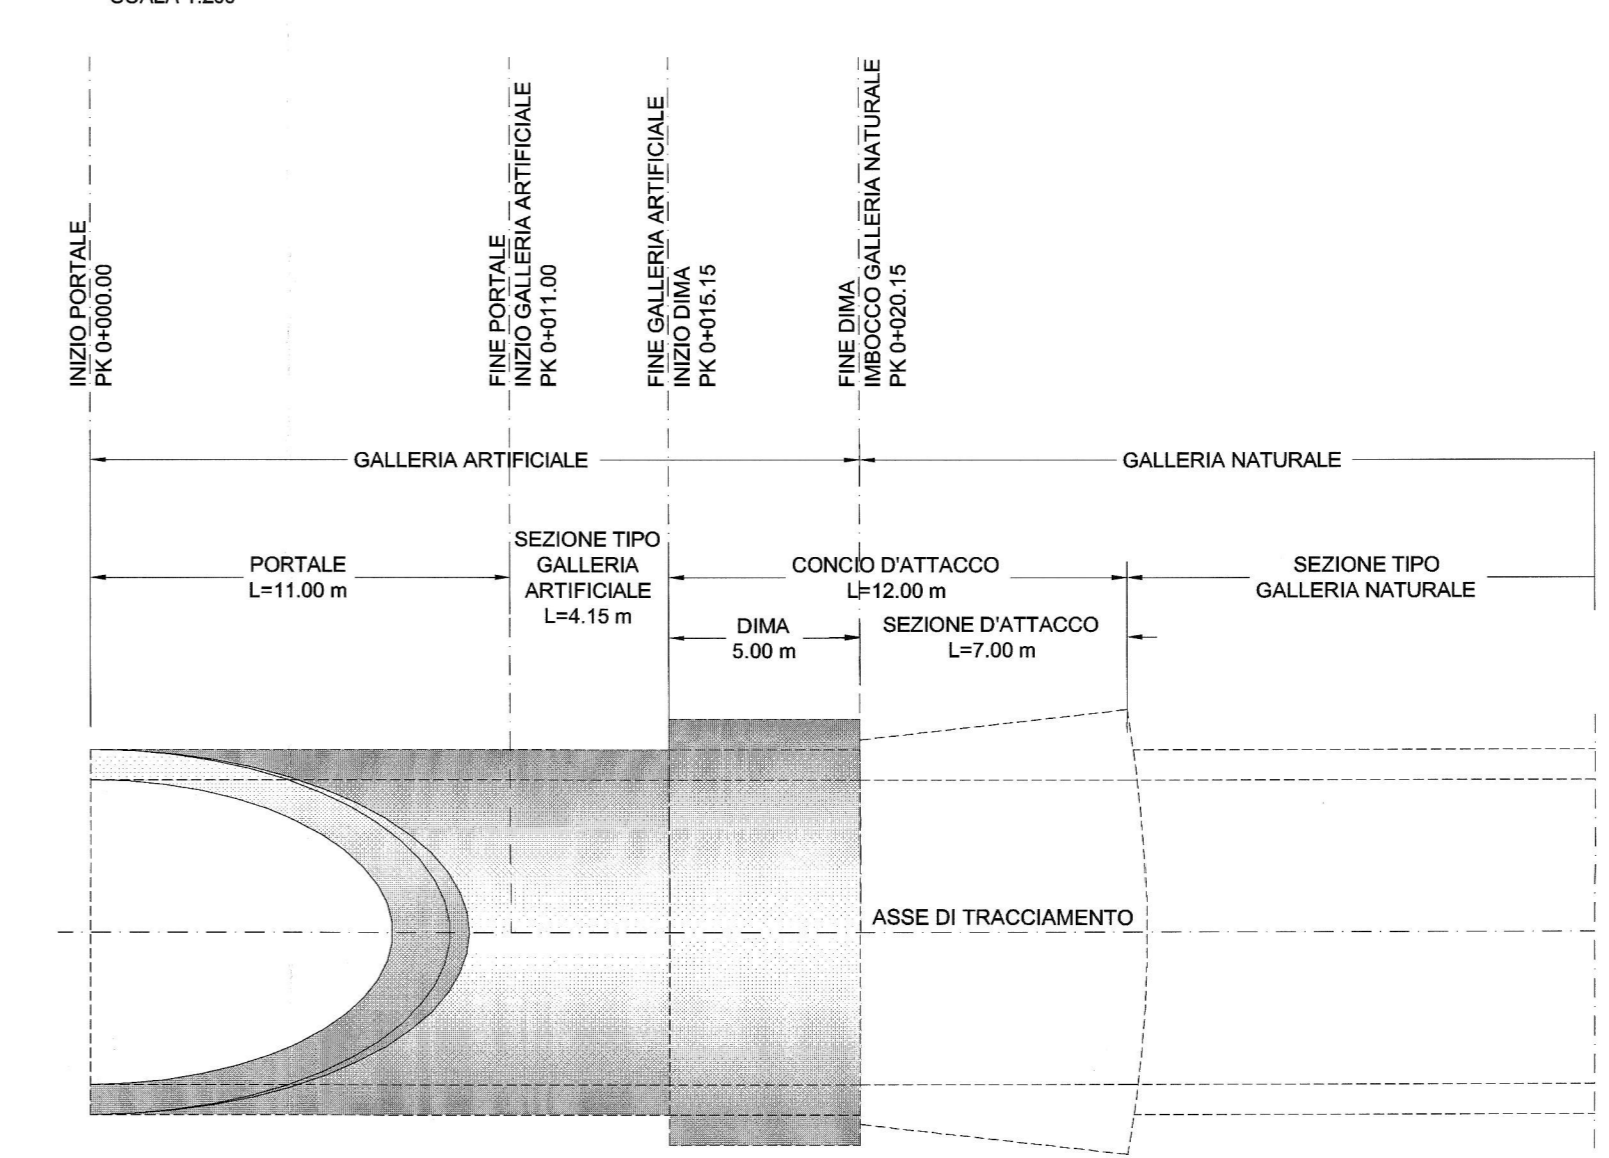 INIZIO PORTALE
PK 0+000.00
FINE PORTALE
INIZIO GALLERIA ARTIFICIALE
PK 0+011.00
FINE GALLERIA ARTIFICIALE
INIZIO DIMA
PK 0+015.15
FINE DIMA
IMBOCCO GALLERIA NATURALE
PK 0+020.15
GALLERIA ARTIFICIALE
GALLERIA NATURALE
PORTALE
L=11.00 m
SEZIONE TIPO
GALLERIA
ARTIFICIALE
L=4.15 m
CONCIO D'ATTACCO
L=12.00 m
SEZIONE TIPO
GALLERIA NATURALE
DIMA
5.00 m
SEZIONE D'ATTACCO
L=7.00 m
ASSE DI TRACCIAMENTO